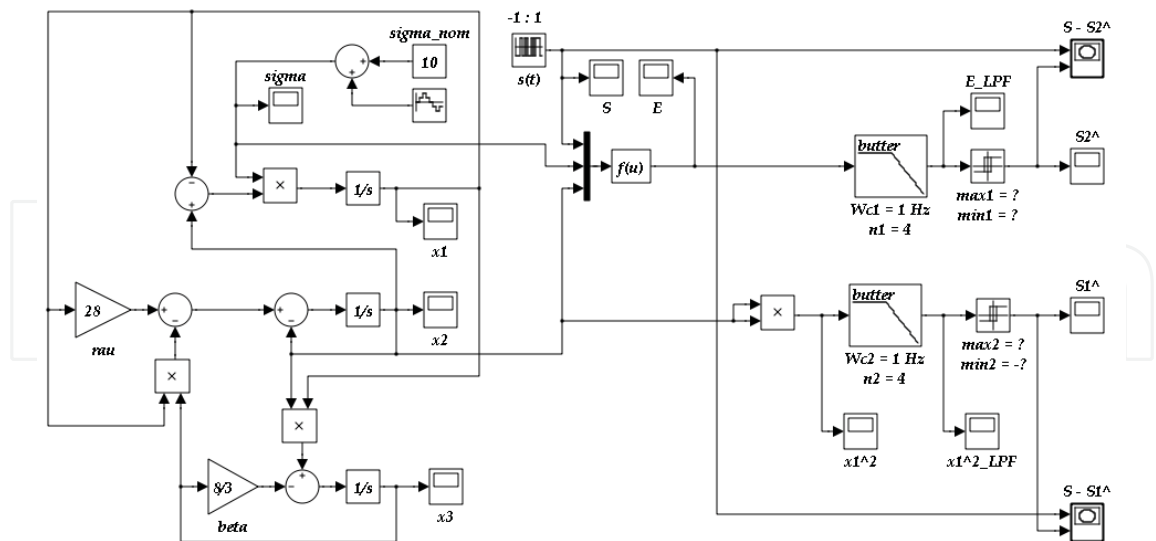 -1 : 1
s(t)
S - S2^
sigma_nom
10
sigma
S
E
E_LPF
S2^
f(u)
butter
Wc1 = 1 Hz
n1 = 4
max1 = ?
min1 = ?
-
+
+
+
×
1/s
x1
28
rau
+
-
+
-
1/s
x2
×
×
8/3
beta
+
-
1/s
x3
×
butter
Wc2 = 1 Hz
n2 = 4
S1^
max2 = ?
min2 = -?
x1^2
x1^2_LPF
S - S1^